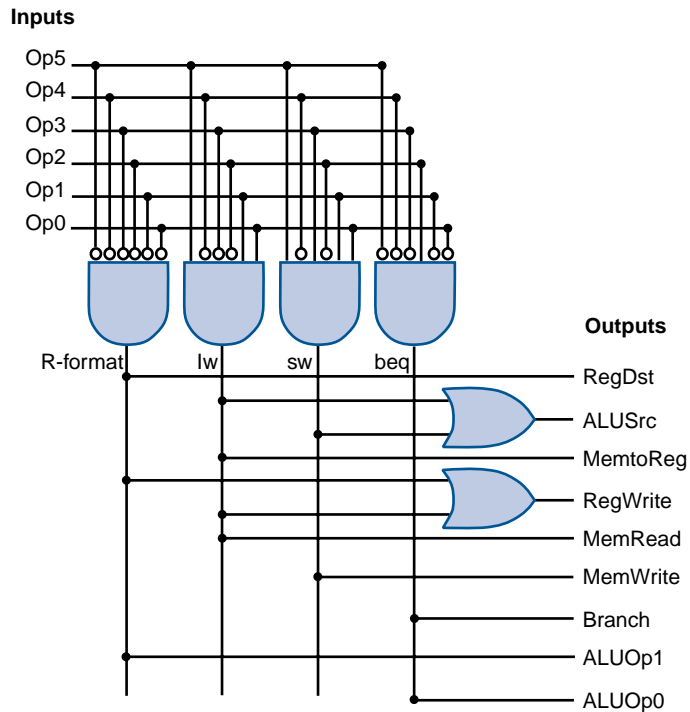 Inputs
Op5
Op4
Op3
Op2
Op1
Op0
Outputs
R-format
lw
sw
beq
RegDst
ALUSrc
MemtoReg
RegWrite
MemRead
MemWrite
Branch
ALUOp1
ALUOp0